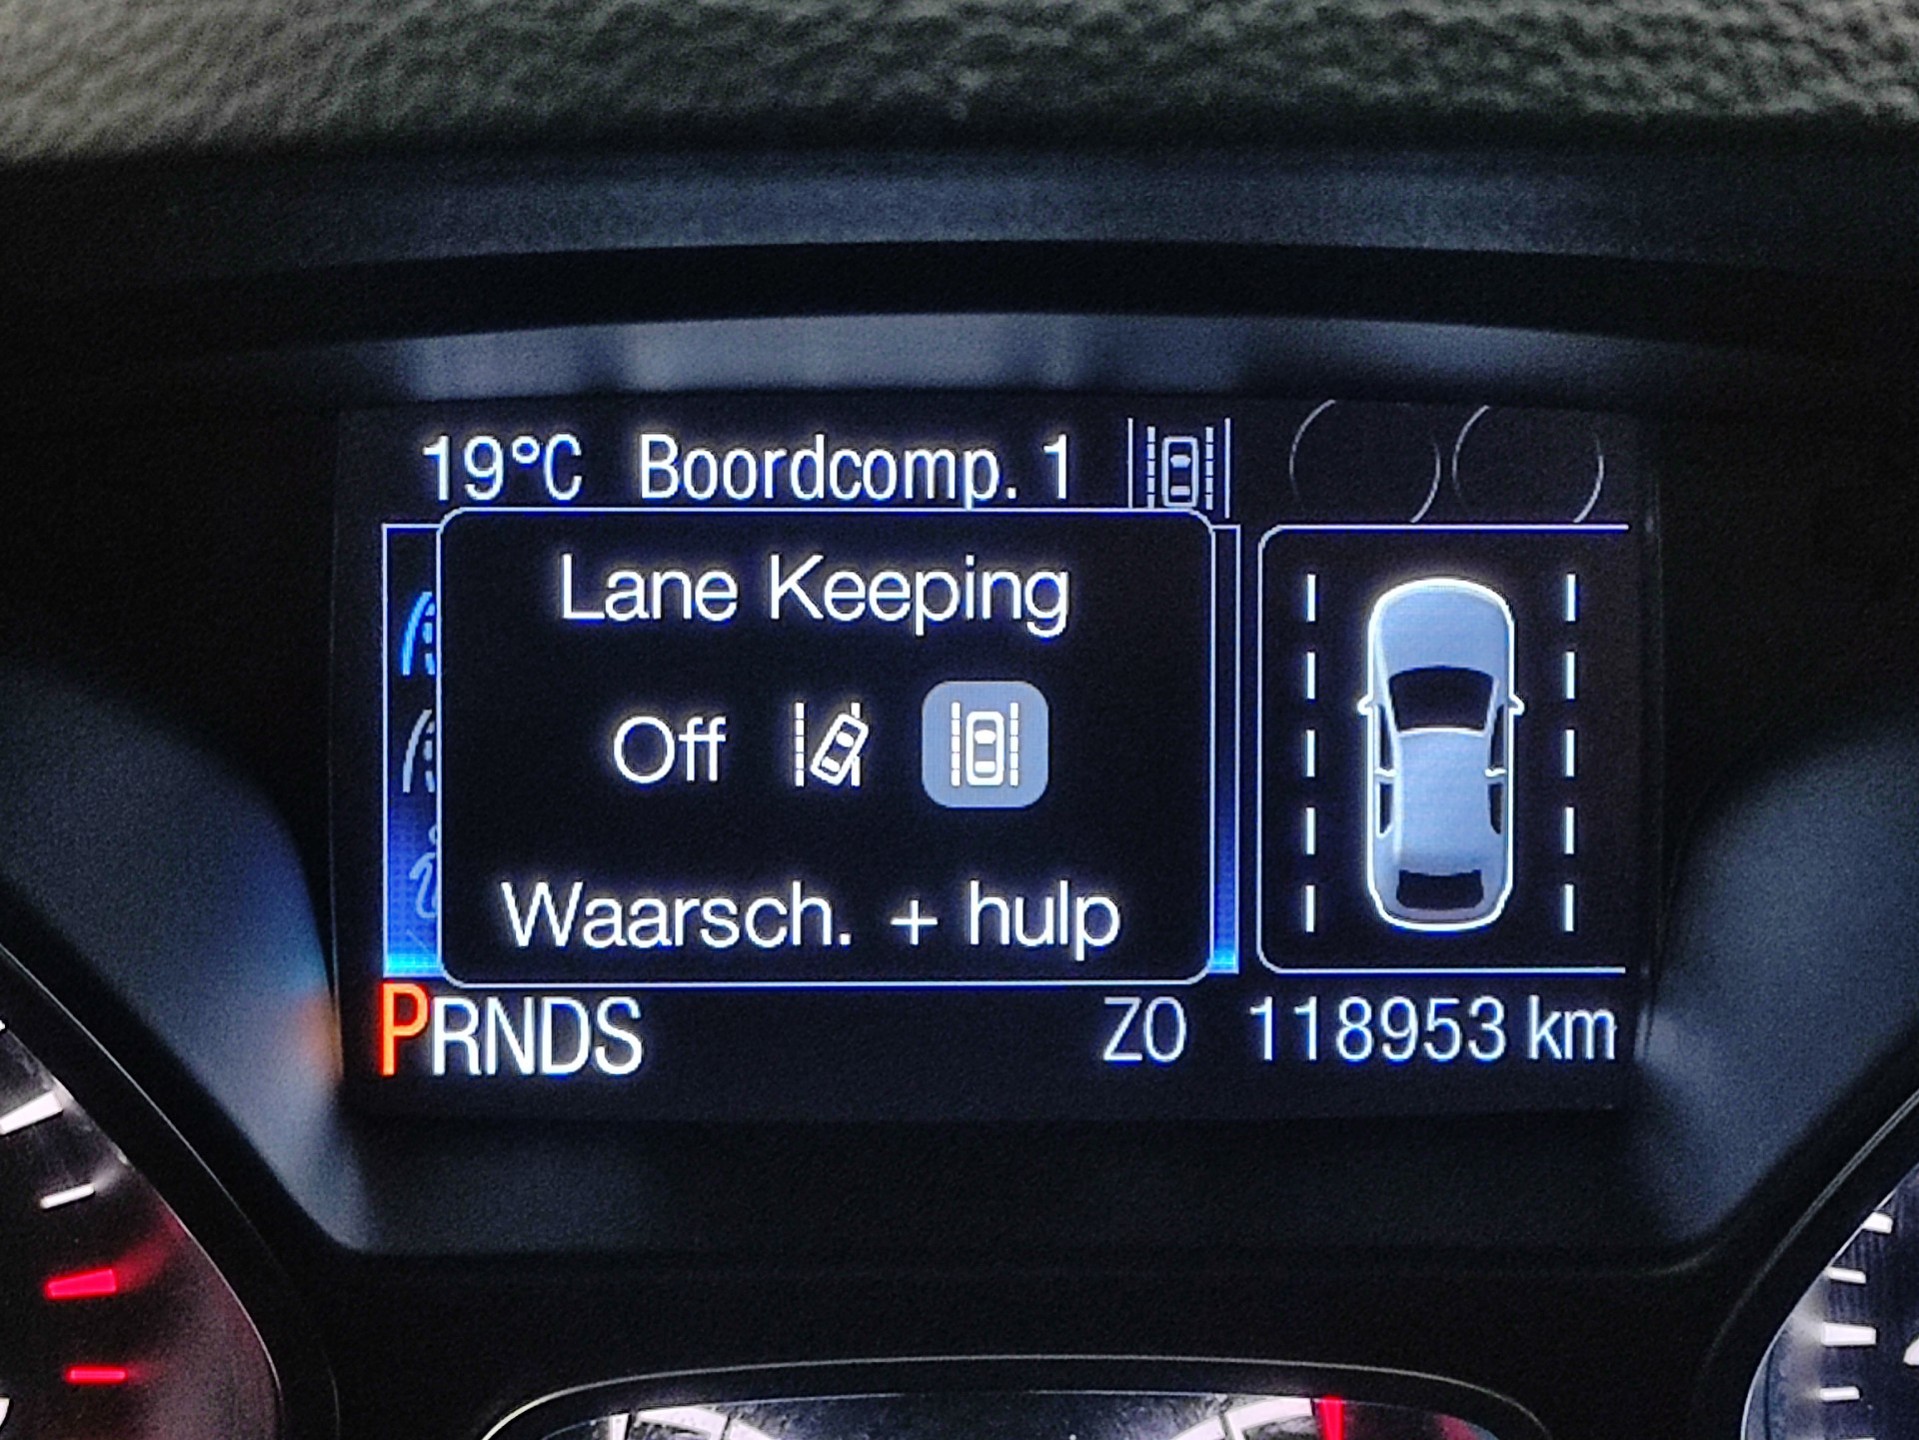 19°C Boordcomp. 1
Lane Keeping
Off
Waarsch. + hulp
PRNDS ZO 118953 km